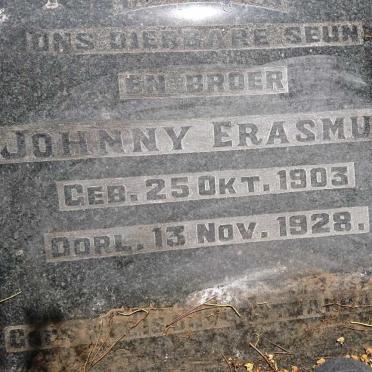 ONS DIERBARE SEUN
EN BROER
JOHNNY ERASMU
GEB. 25 OKT. 1903
OORL. 13 NOV. 1928.